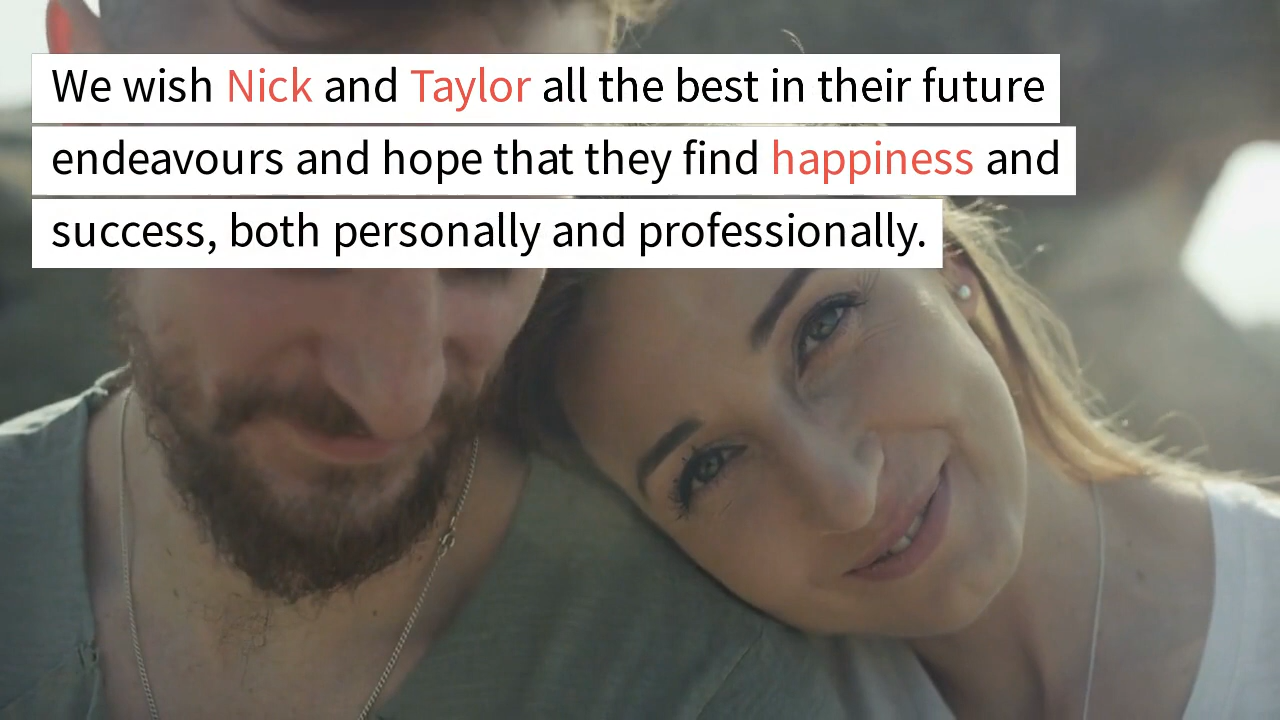 We wish Nick and Taylor all the best in their future
endeavours and hope that they find happiness and
success, both personally and professionally.